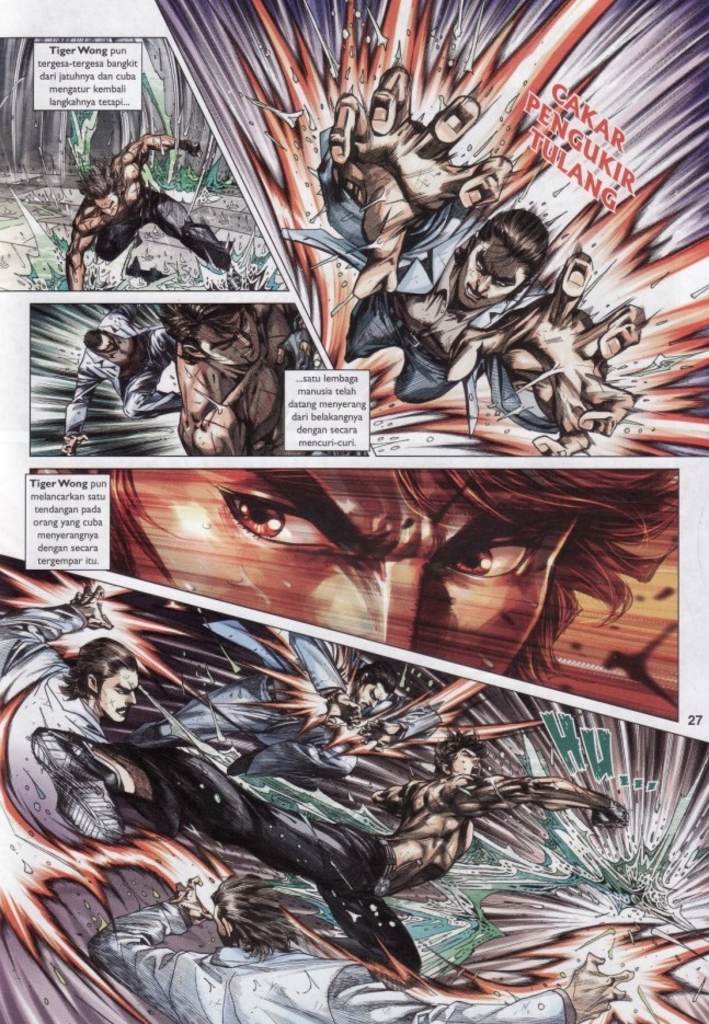 Tiger Wong pun
tergesa-tergesa bangkit
dari jatuhnya dan cuba
mengatur kembali
langkahnya tetapi...
CAKAR
PENGUKIR
TULANG
...satu lembaga
manusia telah
datang menyerang
dari belakangnya
dengan secara
mencuri-curi.
Tiger Wong pun
melancarkan satu
tendangan pada
orang yang cuba
menyerangnya
dengan secara
tergempar itu.
27
HU...